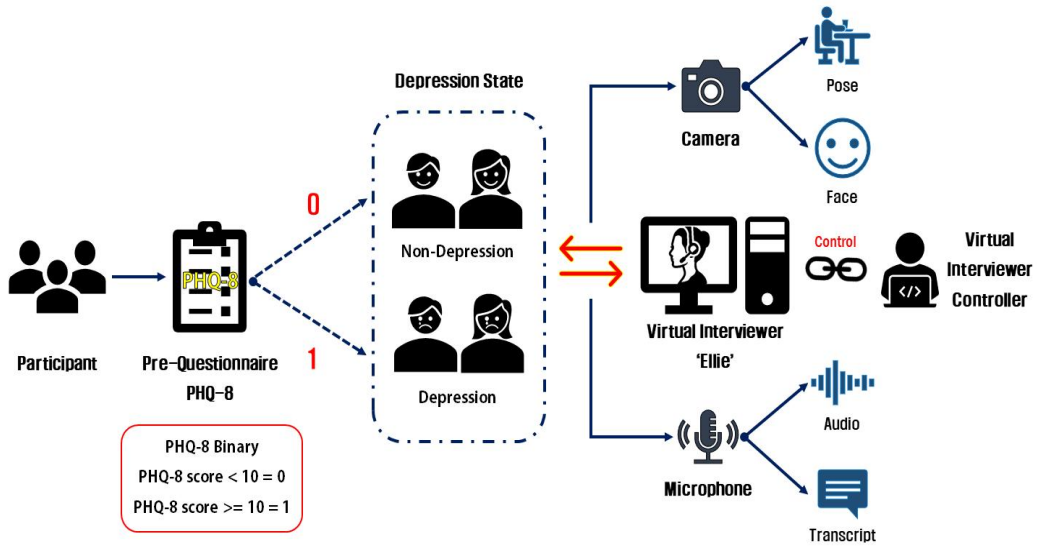 Participant
PHQ-8
Pre-Questionnaire
PHQ-8
PHQ-8 Binary
PHQ-8 score < 10 = 0
PHQ-8 score >= 10 = 1
0
1
Depression State
Non-Depression
Depression
Camera
Pose
Face
Virtual Interviewer
'Ellie'
Control
</>
Virtual
Interviewer
Controller
Microphone
Audio
Transcript